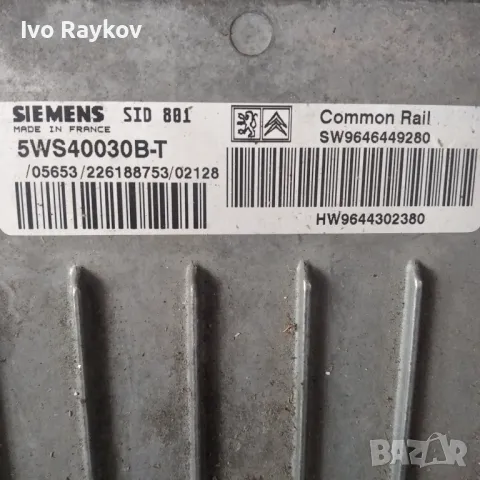 Ivo Raykov
SIEMENS SID 801
MADE IN FRANCE
5WS40030B-T
/05653/226188753/02128
Common Rail
SW9646449280
HW9644302380
BAZAR